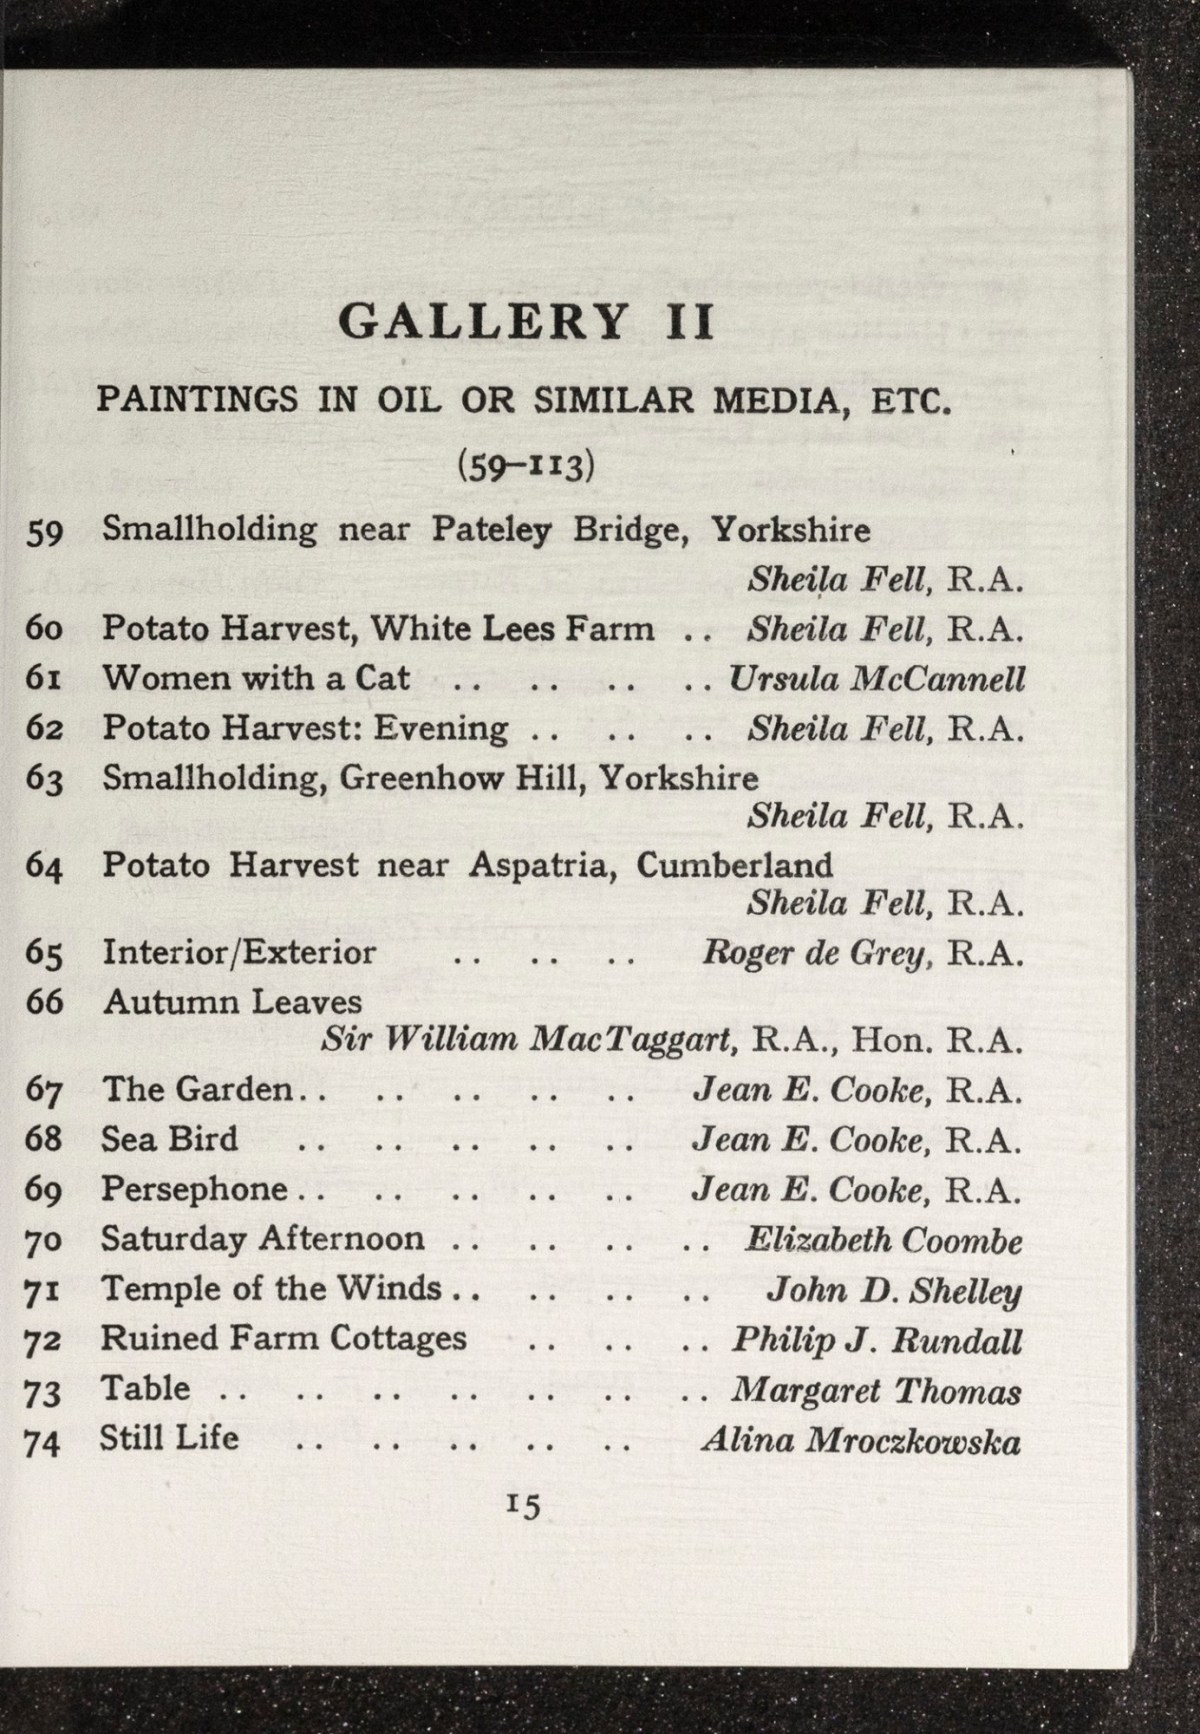 GALLERY II
PAINTINGS IN OIL OR SIMILAR MEDIA, ETC.
(59–113)
59 Smallholding near Pateley Bridge, Yorkshire
Sheila Fell, R.A.
60 Potato Harvest, White Lees Farm .. Sheila Fell, R.A.
61 Women with a Cat .. .. .. .. Ursula McCannell
62 Potato Harvest: Evening .. .. .. Sheila Fell, R.A.
63 Smallholding, Greenhow Hill, Yorkshire
Sheila Fell, R.A.
64 Potato Harvest near Aspatria, Cumberland
Sheila Fell, R.A.
65 Interior/Exterior .. .. .. Roger de Grey, R.A.
66 Autumn Leaves
Sir William MacTaggart, R.A., Hon. R.A.
67 The Garden .. .. .. .. .. Jean E. Cooke, R.A.
68 Sea Bird .. .. .. .. .. Jean E. Cooke, R.A.
69 Persephone .. .. .. .. .. Jean E. Cooke, R.A.
70 Saturday Afternoon .. .. .. .. Elizabeth Coombe
71 Temple of the Winds .. .. .. .. John D. Shelley
72 Ruined Farm Cottages .. .. .. Philip J. Rundall
73 Table .. .. .. .. .. .. .. Margaret Thomas
74 Still Life .. .. .. .. .. Alina Mroczkowska
15